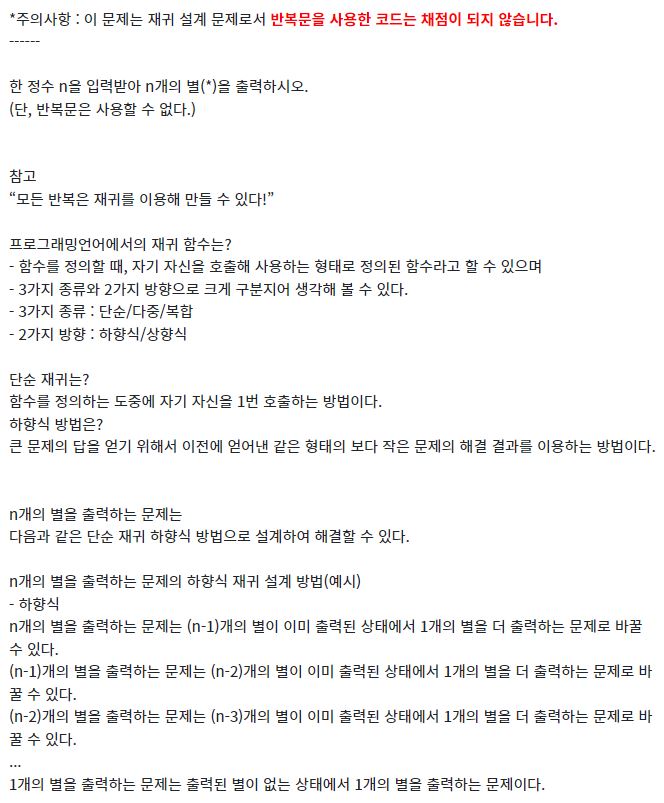 *주의사항 : 이 문제는 재귀 설계 문제로서 반복문을 사용한 코드는 채점이 되지 않습니다.
------
한 정수 n을 입력받아 n개의 별(*)을 출력하시오.
(단, 반복문은 사용할 수 없다.)
참고
“모든 반복은 재귀를 이용해 만들 수 있다!”
프로그래밍언어에서의 재귀 함수는?
- 함수를 정의할 때, 자기 자신을 호출해 사용하는 형태로 정의된 함수라고 할 수 있으며
- 3가지 종류와 2가지 방향으로 크게 구분지어 생각해 볼 수 있다.
- 3가지 종류 : 단순/다중/복합
- 2가지 방향 : 하향식/상향식
단순 재귀는?
함수를 정의하는 도중에 자기 자신을 1번 호출하는 방법이다.
하향식 방법은?
큰 문제의 답을 얻기 위해서 이전에 얻어낸 같은 형태의 보다 작은 문제의 해결 결과를 이용하는 방법이다.
n개의 별을 출력하는 문제는
다음과 같은 단순 재귀 하향식 방법으로 설계하여 해결할 수 있다.
n개의 별을 출력하는 문제의 하향식 재귀 설계 방법(예시)
- 하향식
n개의 별을 출력하는 문제는 (n-1)개의 별이 이미 출력된 상태에서 1개의 별을 더 출력하는 문제로 바꿀
수 있다.
(n-1)개의 별을 출력하는 문제는 (n-2)개의 별이 이미 출력된 상태에서 1개의 별을 더 출력하는 문제로 바
꿀 수 있다.
(n-2)개의 별을 출력하는 문제는 (n-3)개의 별이 이미 출력된 상태에서 1개의 별을 더 출력하는 문제로 바
꿀 수 있다.
...
1개의 별을 출력하는 문제는 출력된 별이 없는 상태에서 1개의 별을 출력하는 문제이다.